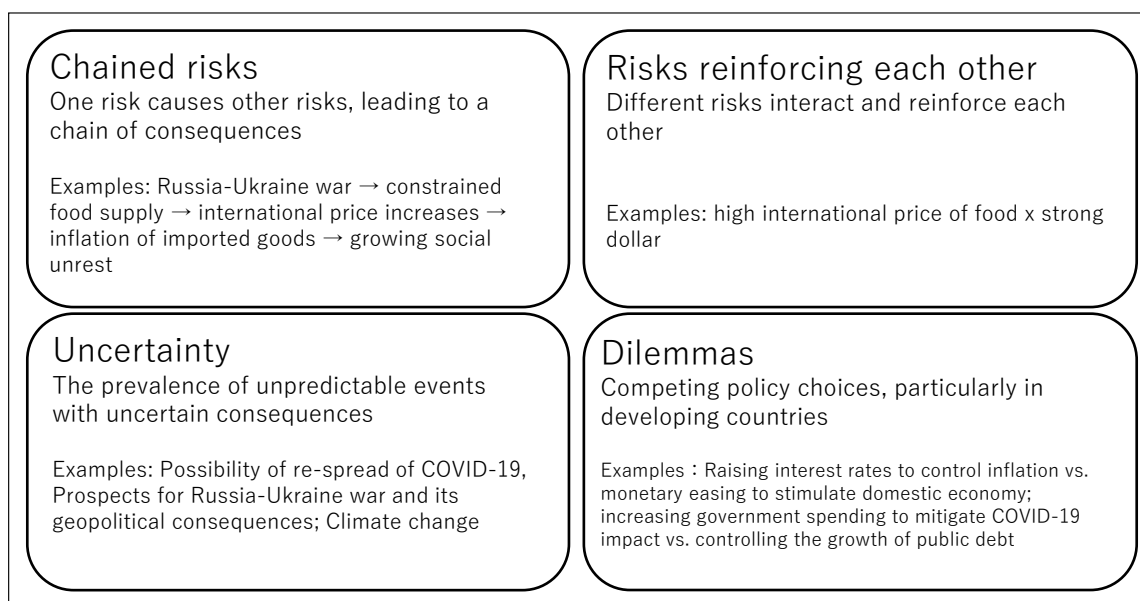 Chained risks
One risk causes other risks, leading to a
chain of consequences
Examples: Russia-Ukraine war → constrained
food supply → international price increases →
inflation of imported goods → growing social
unrest
Risks reinforcing each other
Different risks interact and reinforce each
other
Examples: high international price of food x strong
dollar
Uncertainty
The prevalence of unpredictable events
with uncertain consequences
Examples: Possibility of re-spread of COVID-19,
Prospects for Russia-Ukraine war and its
geopolitical consequences; Climate change
Dilemmas
Competing policy choices, particularly in
developing countries
Examples：Raising interest rates to control inflation vs.
monetary easing to stimulate domestic economy;
increasing government spending to mitigate COVID-19
impact vs. controlling the growth of public debt